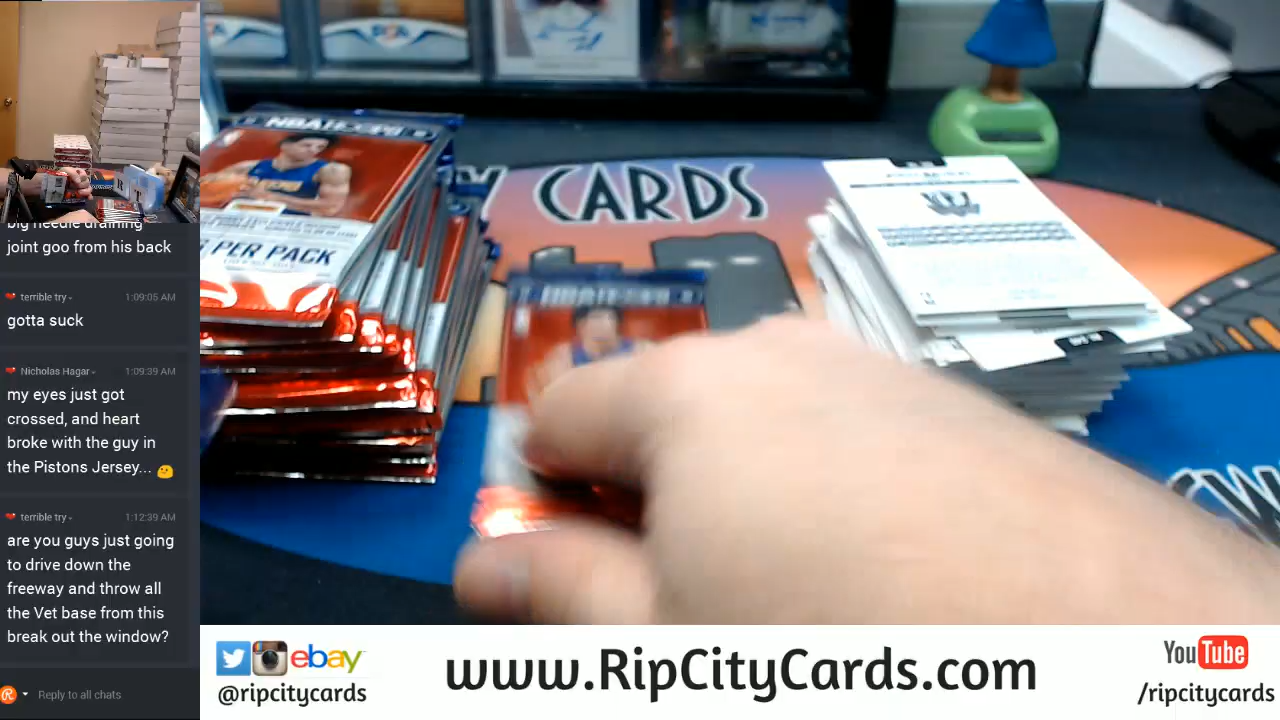 big needle draining
joint goo from his back
terrible try
1:09:05 AM
gotta suck
Nicholas Hagar
1:09:39 AM
my eyes just got
crossed, and heart
broke with the guy in
the Pistons Jersey...
terrible try
1:12:39 AM
are you guys just going
to drive down the
freeway and throw all
the Vet base from this
break out the window?
Reply to all chats
NBA HOOPS
PER PACK
CARDS
NBA HOOPS
ebay
@ripcitycards
www.RipCityCards.com
YouTube
/ripcitycards